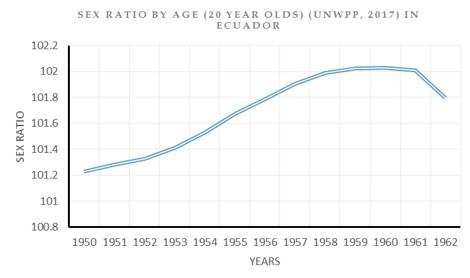 SEX RATIO BY AGE (20 YEAR OLDS) (UNWPP, 2017) IN
ECUADOR
102.2
102
101.8
101.6
101.4
101.2
101
100.8
SEX RATIO
1950 1951 1952 1953 1954 1955 1956 1957 1958 1959 1960 1961 1962
YEARS